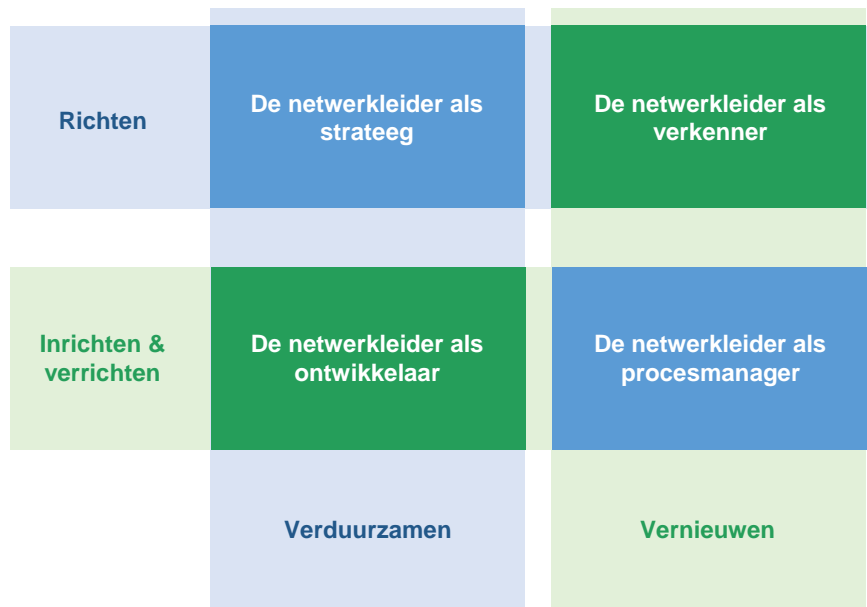 Richten
De netwerkleider als
strateeg
De netwerkleider als
verkenner
Inrichten &
verrichten
De netwerkleider als
ontwikkelaar
De netwerkleider als
procesmanager
Verduurzamen
Vernieuwen